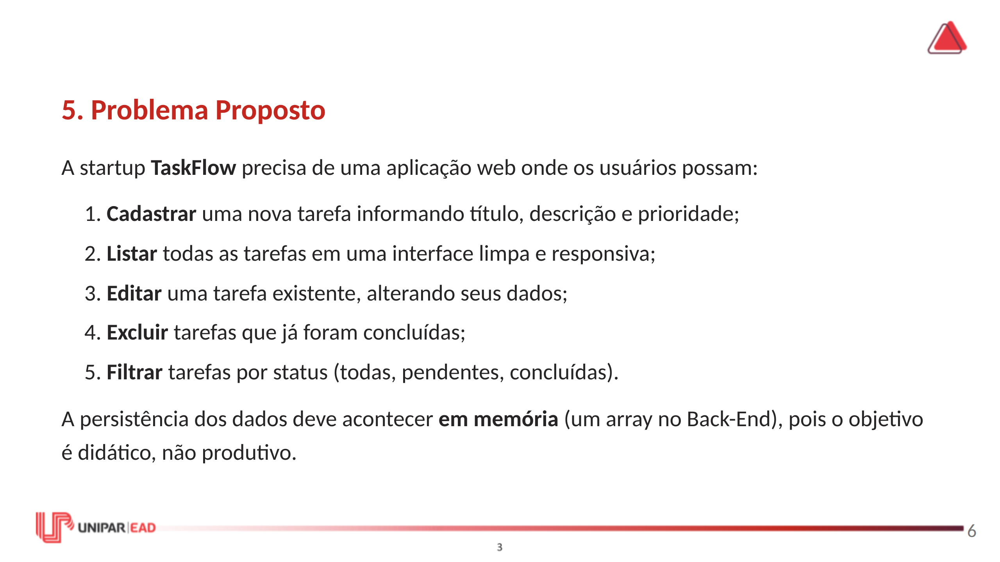 5. Problema Proposto
A startup TaskFlow precisa de uma aplicação web onde os usuários possam:
1. Cadastrar uma nova tarefa informando título, descrição e prioridade;
2. Listar todas as tarefas em uma interface limpa e responsiva;
3. Editar uma tarefa existente, alterando seus dados;
4. Excluir tarefas que já foram concluídas;
5. Filtrar tarefas por status (todas, pendentes, concluídas).
A persistência dos dados deve acontecer em memória (um array no Back-End), pois o objetivo
é didático, não produtivo.
UNIPAR|EAD
6
3